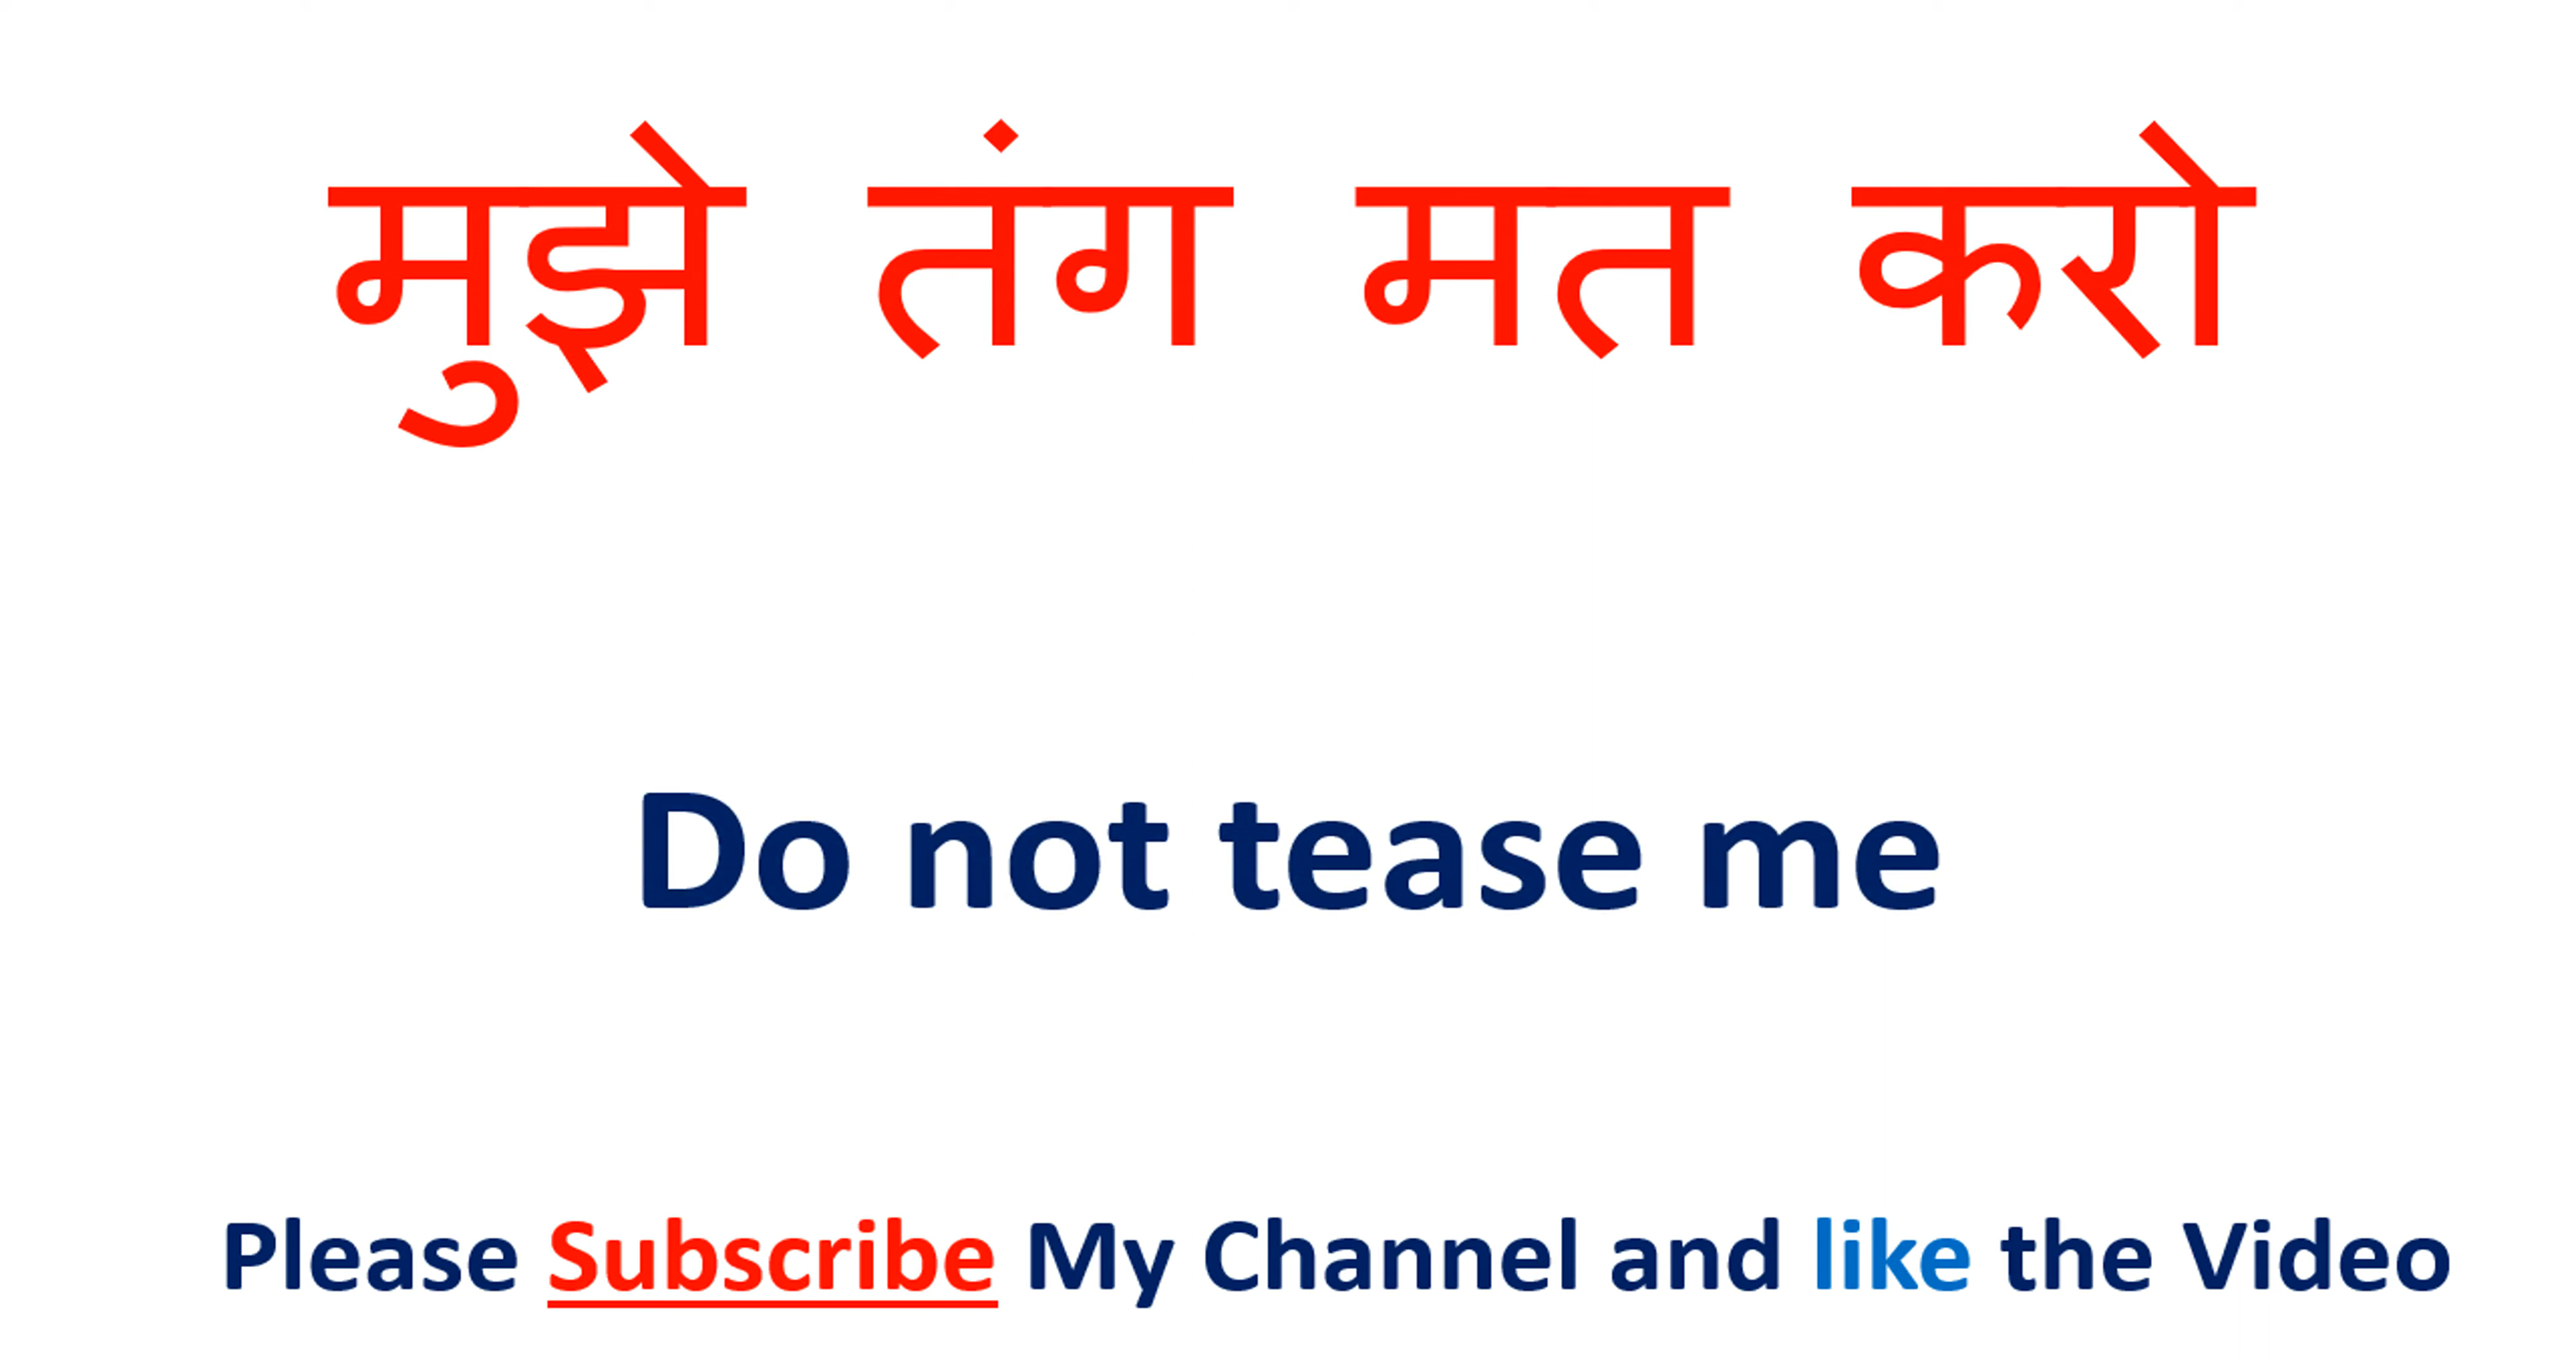 मुझे तंग मत करो
Do not tease me
Please Subscribe My Channel and like the Video